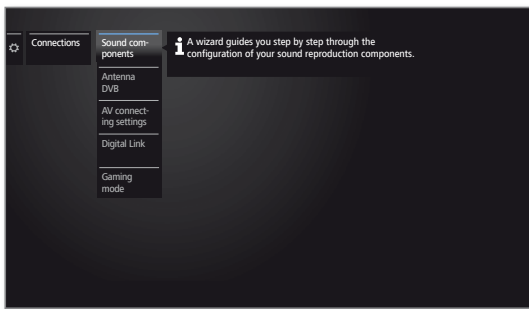 Connections
Sound com-
ponents
A wizard guides you step by step through the
configuration of your sound reproduction components.
Antenna
DVB
AV connect-
ing settings
Digital Link
Gaming
mode